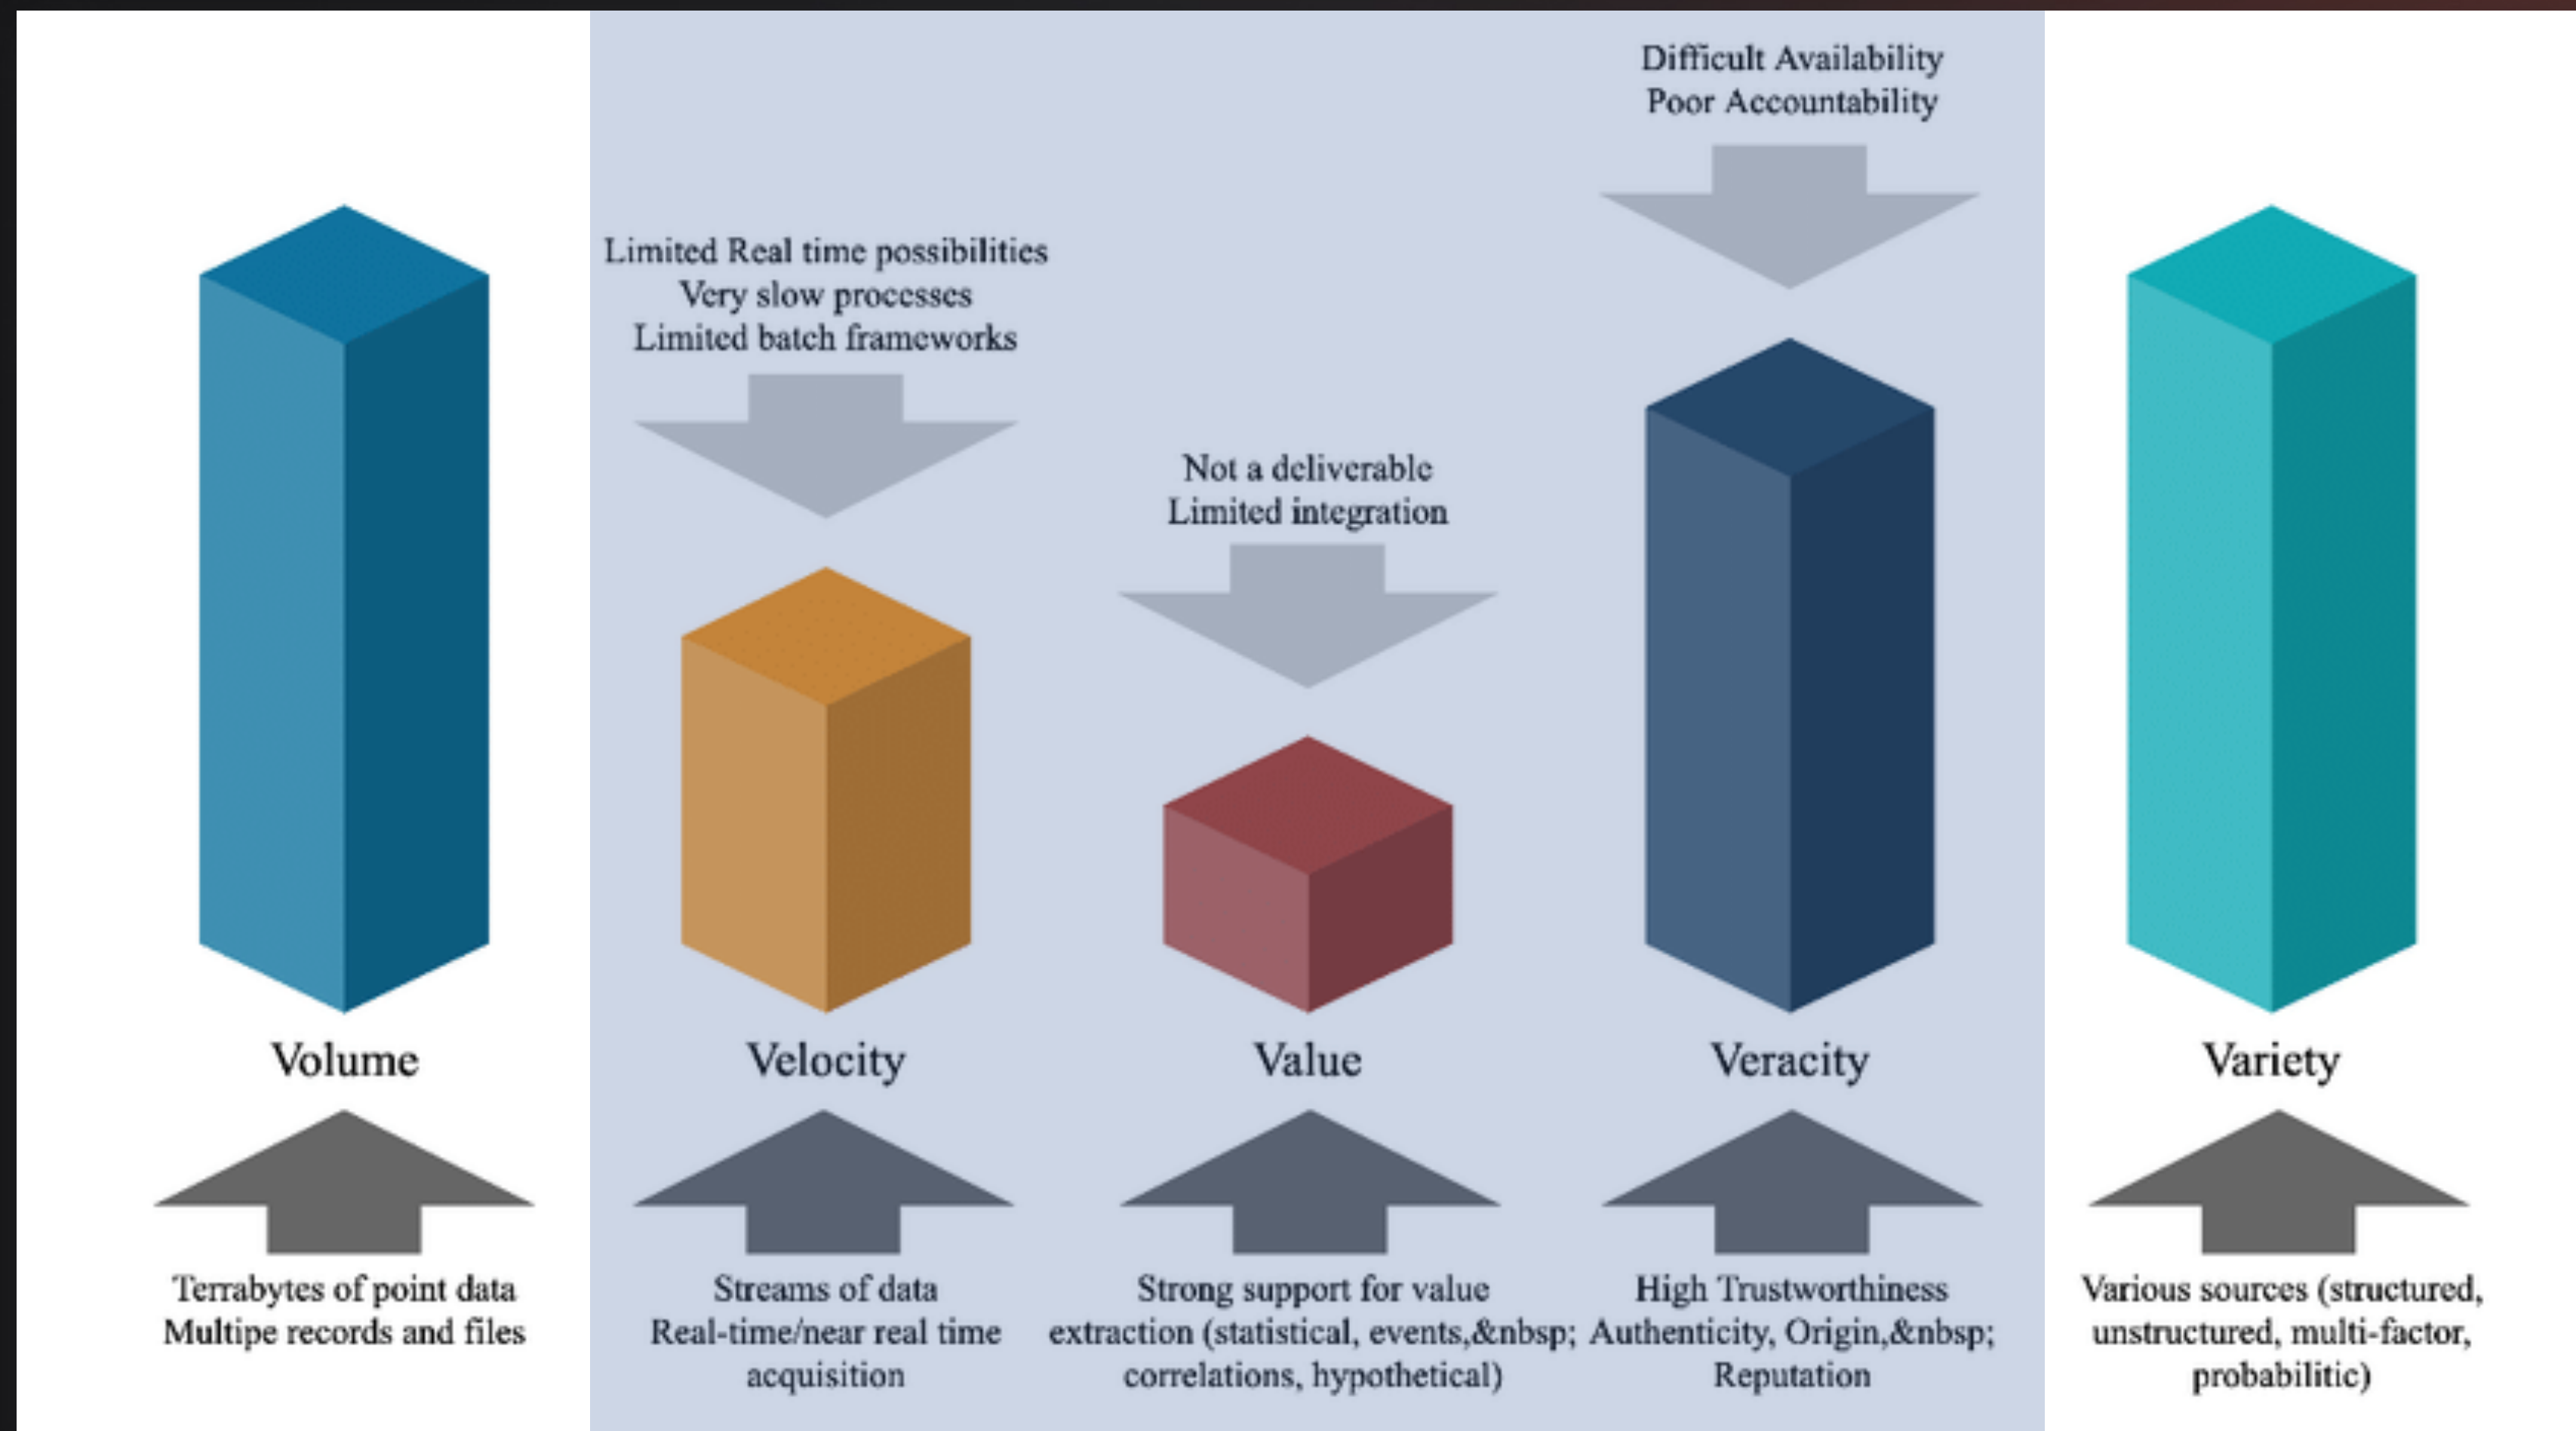 Difficult Availability
Poor Accountability
Limited Real time possibilities
Very slow processes
Limited batch frameworks
Not a deliverable
Limited integration
Volume
Velocity
Value
Veracity
Variety
Terrabytes of point data
Multipe records and files
Streams of data
Real-time/near real time
acquisition
Strong support for value
extraction (statistical, events,&nbsp;
correlations, hypothetical)
High Trustworthiness
Authenticity, Origin,&nbsp;
Reputation
Various sources (structured,
unstructured, multi-factor,
probabilitic)